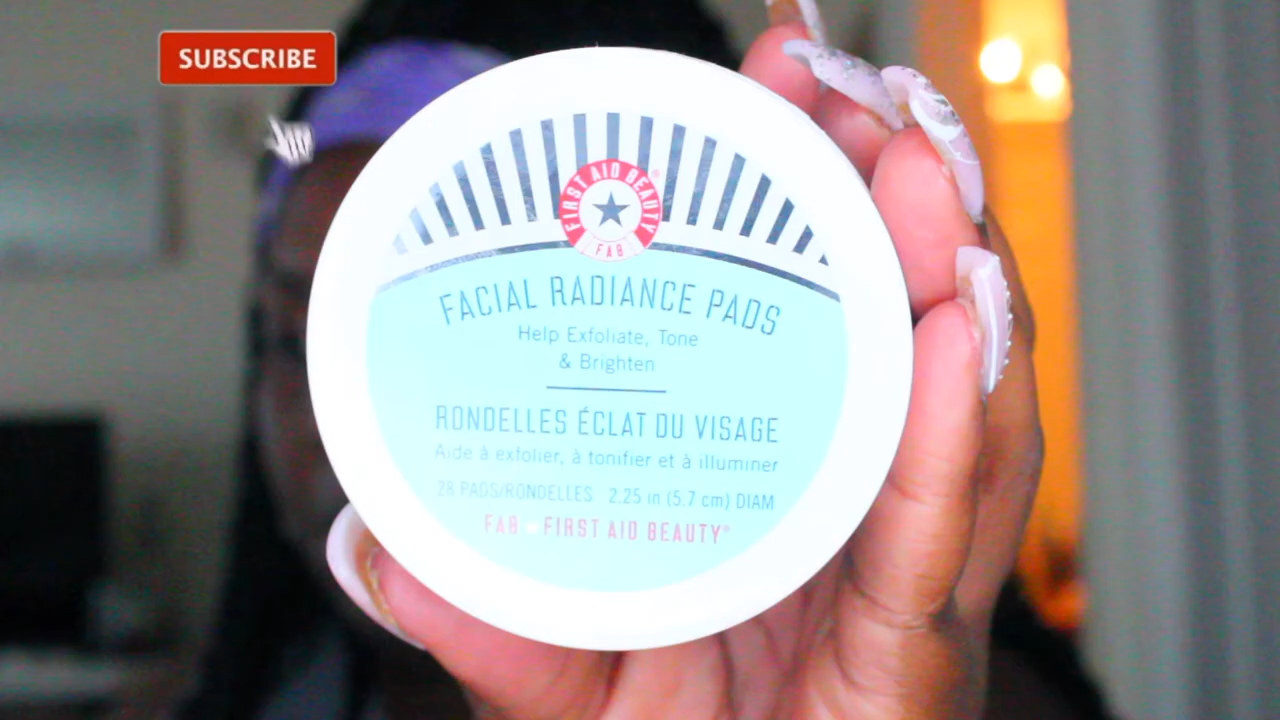 SUBSCRIBE
FIRST AID BEAUTY®
FAB
FACIAL RADIANCE PADS
Help Exfoliate, Tone
& Brighten
RONDELLES ÉCLAT DU VISAGE
Aide à exfolier, à tonifier et à illuminer
28 PADS/RONDELLES 2.25 in (5.7 cm) DIAM
FAB FIRST AID BEAUTY®